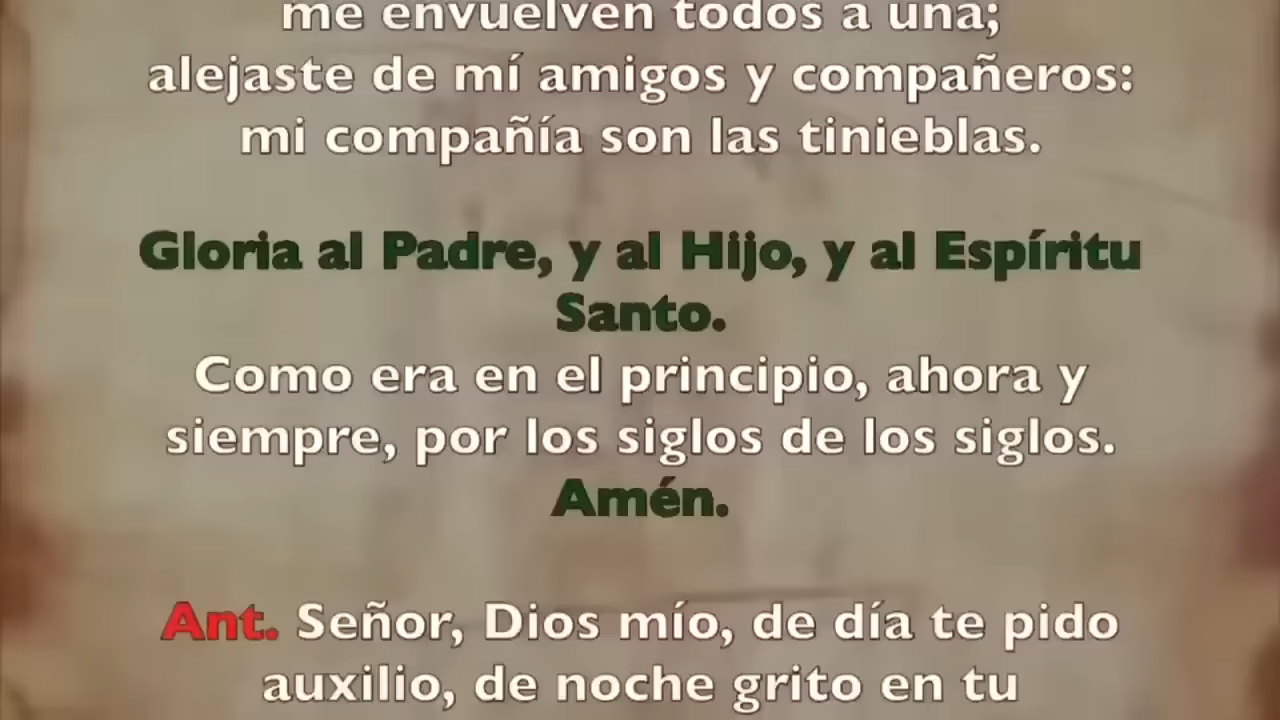 me envuelven todos a una;
alejaste de mí amigos y compañeros:
mi compañía son las tinieblas.
Gloria al Padre, y al Hijo, y al Espíritu
Santo.
Como era en el principio, ahora y
siempre, por los siglos de los siglos.
Amén.
Ant. Señor, Dios mío, de día te pido
auxilio, de noche grito en tu